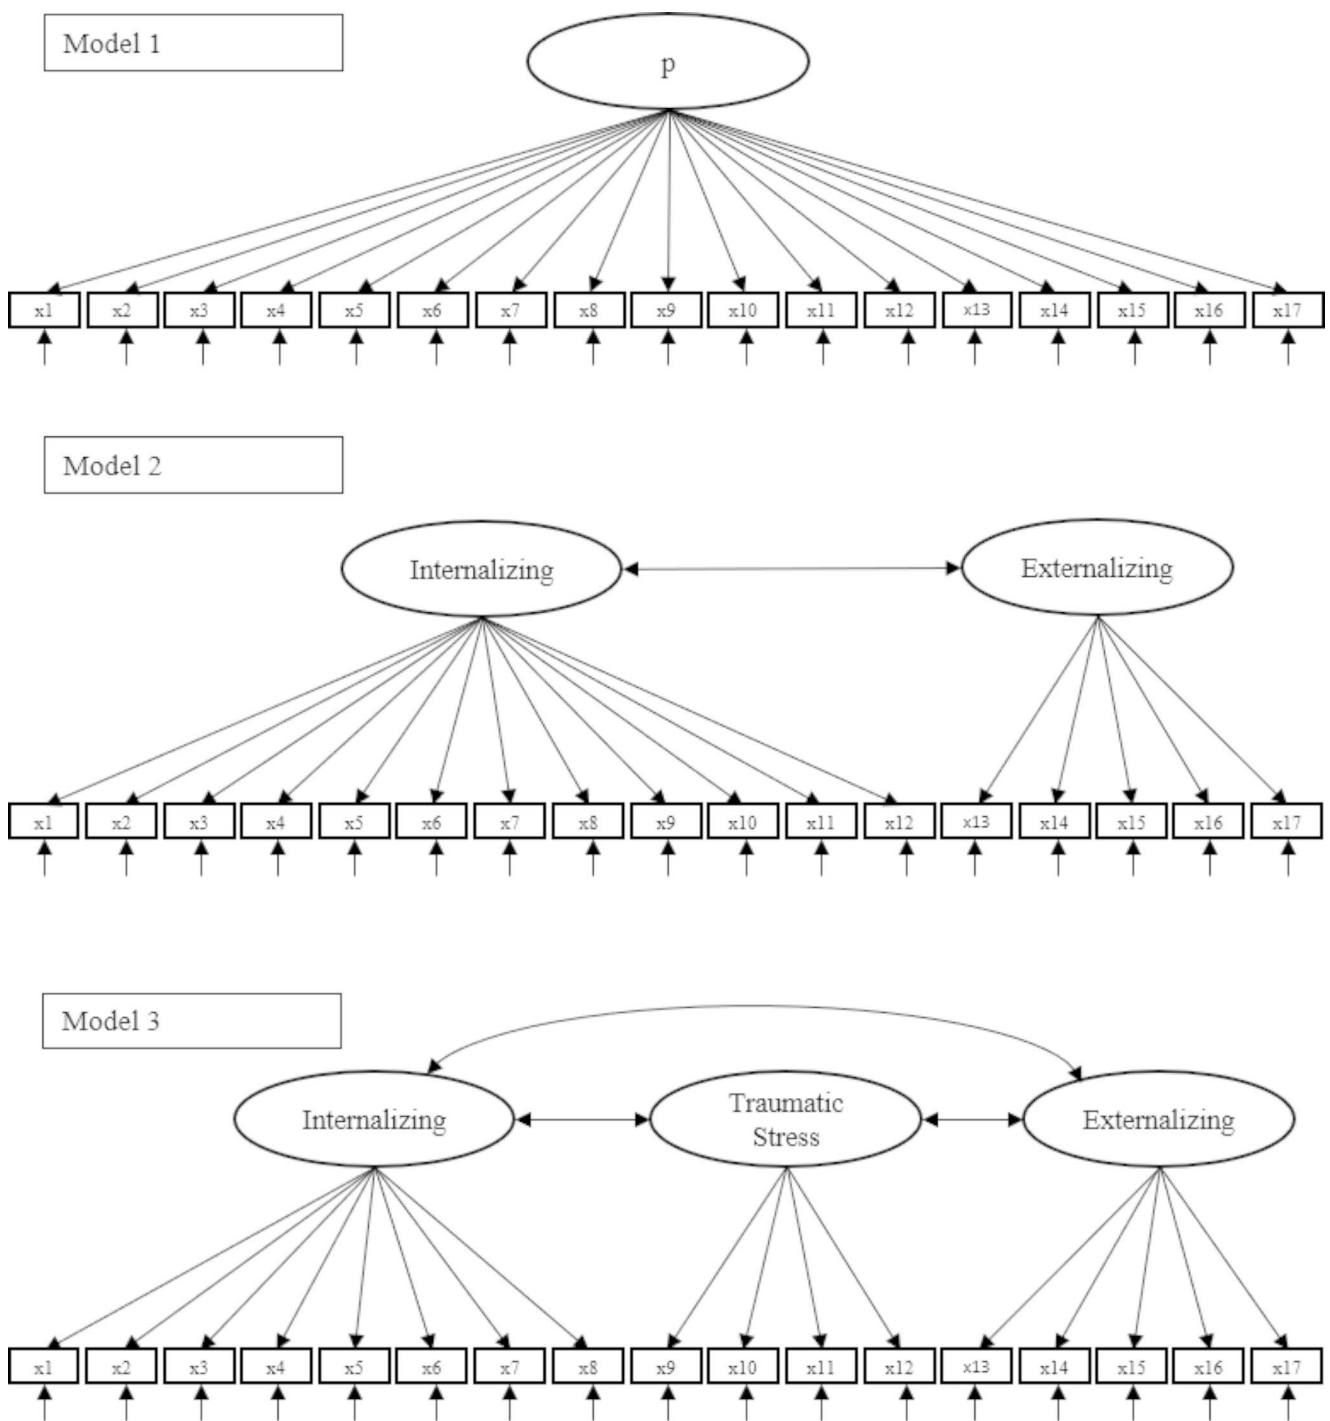 Model 1
p
x1 x2 x3 x4 x5 x6 x7 x8 x9 x10 x11 x12 x13 x14 x15 x16 x17
Model 2
Internalizing Externalizing
x1 x2 x3 x4 x5 x6 x7 x8 x9 x10 x11 x12 x13 x14 x15 x16 x17
Model 3
Internalizing
Traumatic
Stress
Externalizing
x1 x2 x3 x4 x5 x6 x7 x8 x9 x10 x11 x12 x13 x14 x15 x16 x17